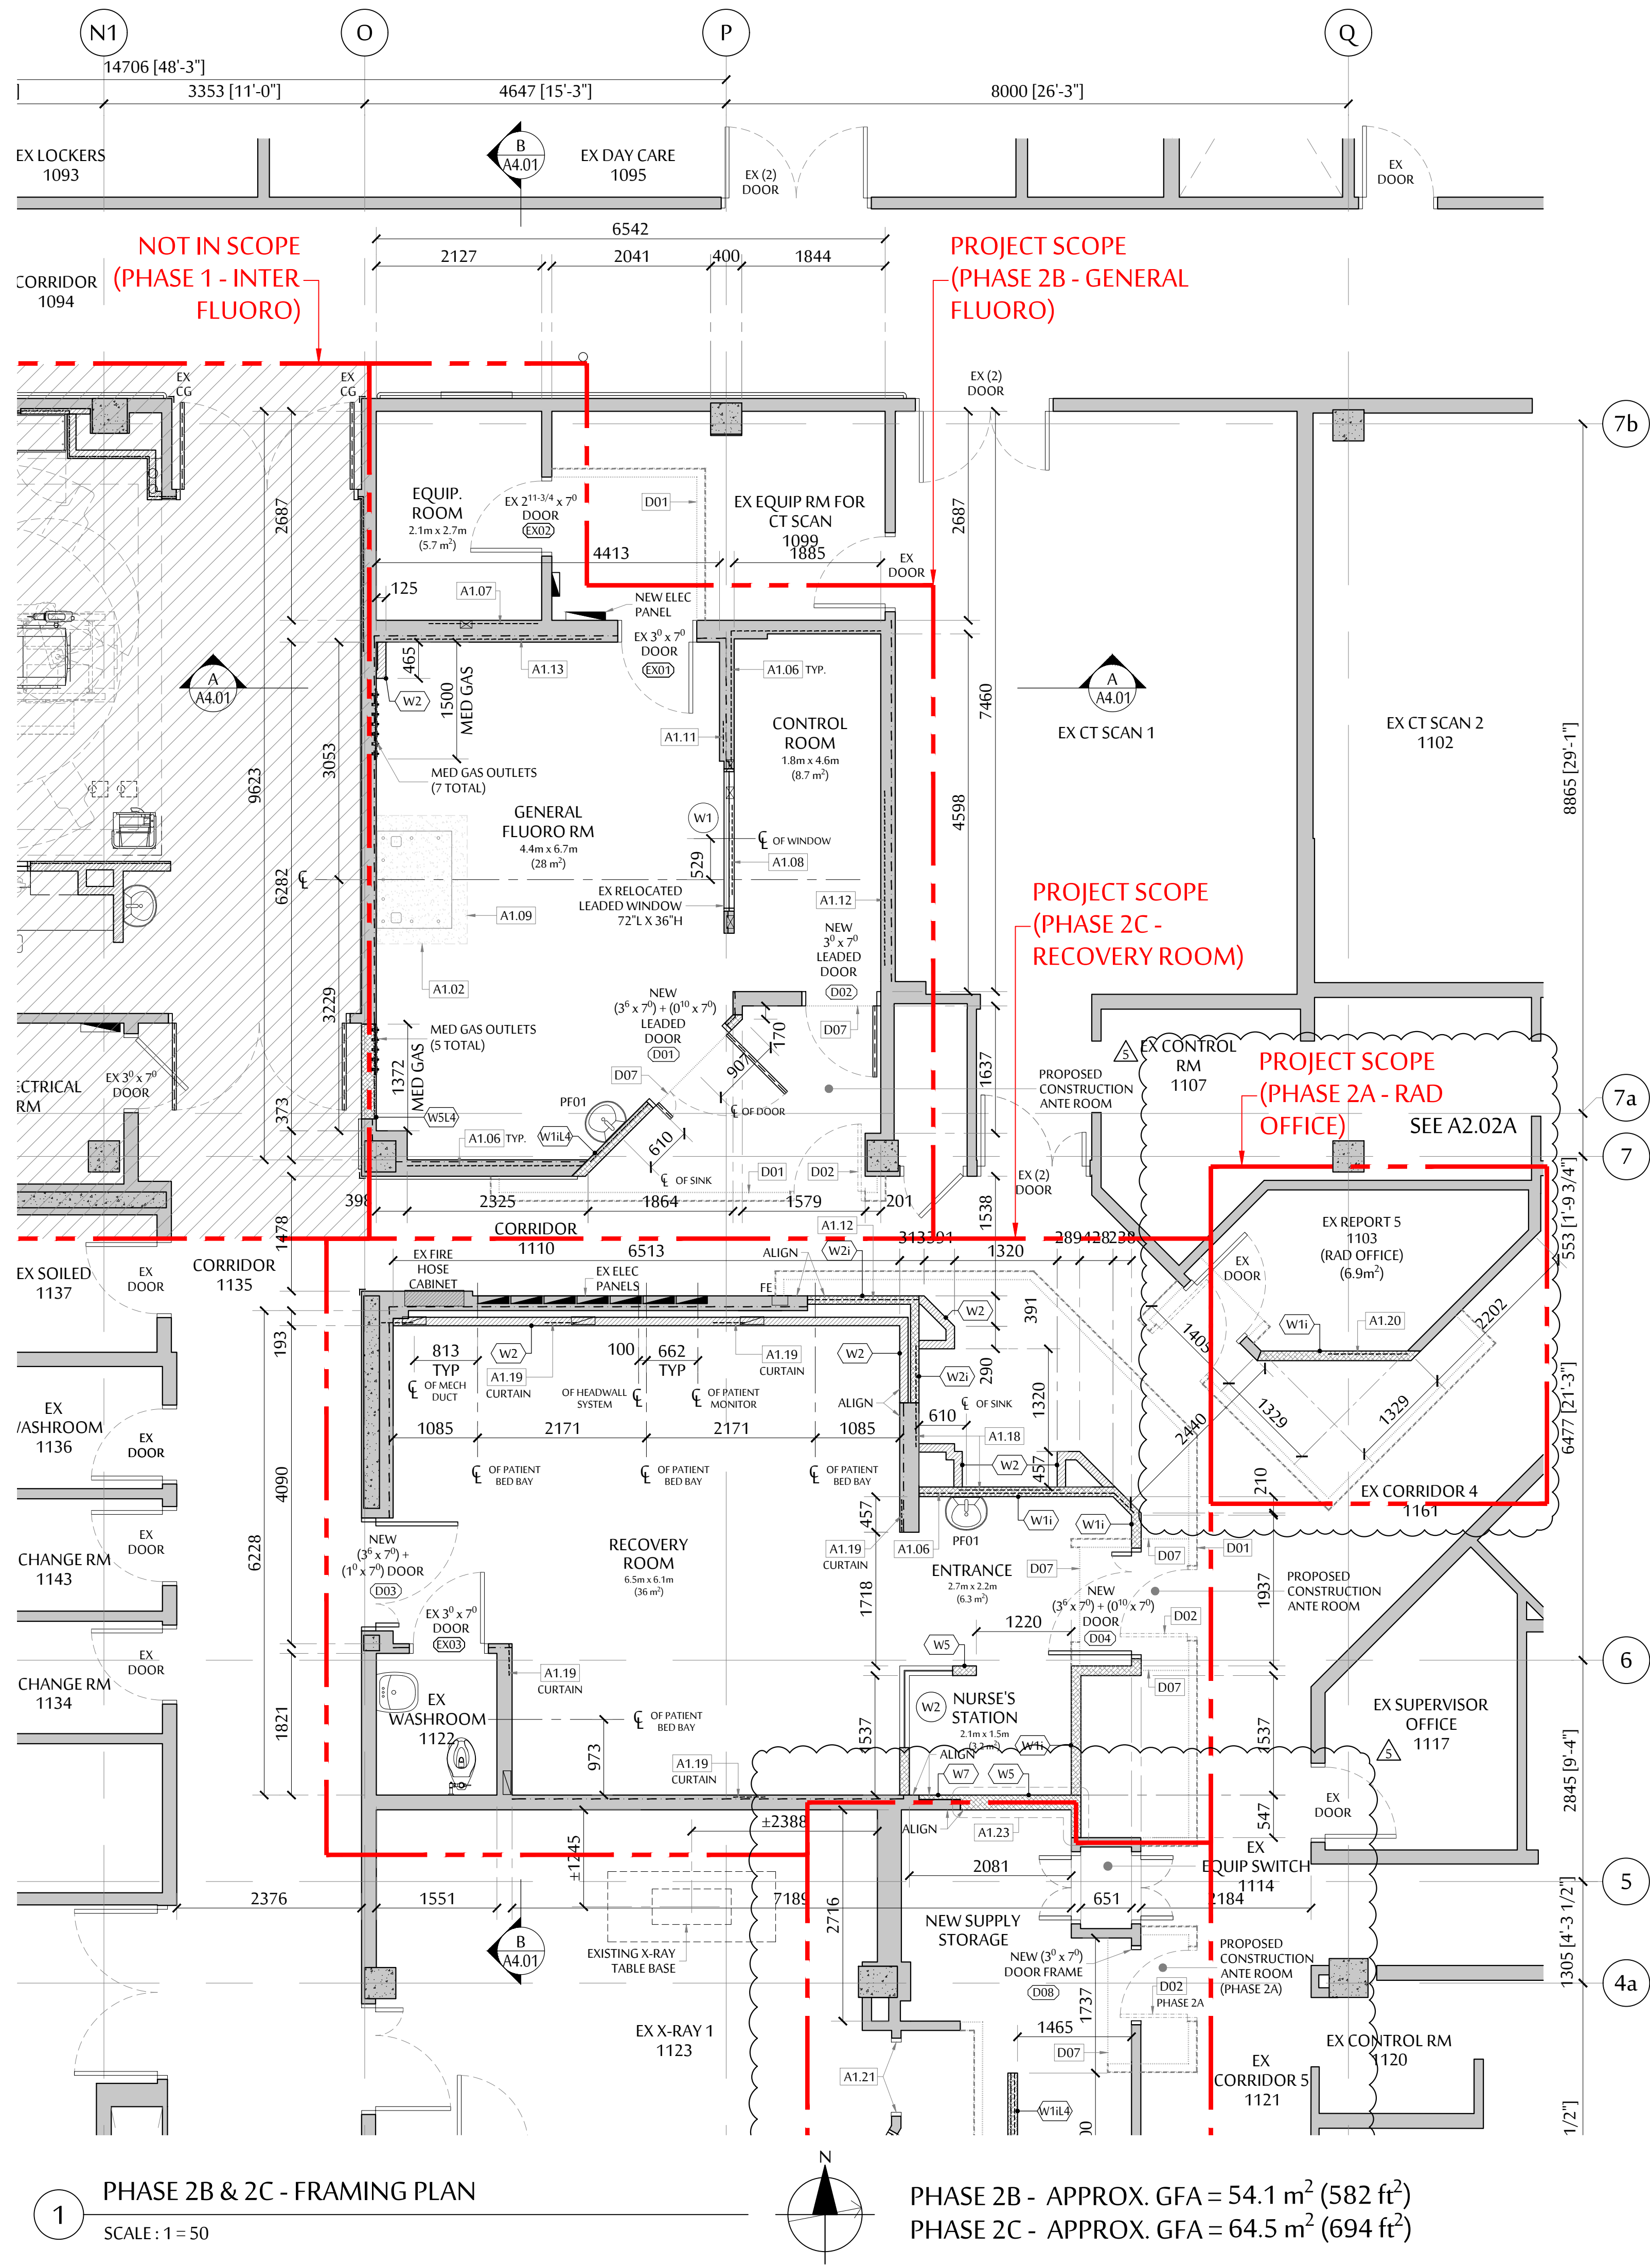 N1
O
P
Q
14706 [48'-3"]
3353 [11'-0"]
4647 [15'-3"]
8000 [26'-3"]
]
EX LOCKERS
1093
B
A4.01
EX DAY CARE
1095
EX (2)
DOOR
EX
DOOR
6542
2127
2041
400
1844
NOT IN SCOPE
(PHASE 1 - INTER
FLUORO)
PROJECT SCOPE
(PHASE 2B - GENERAL
FLUORO)
CORRIDOR
1094
EX
CG
EX
CG
EX (2)
DOOR
7b
2687
EQUIP.
ROOM
2.1m x 2.7m
(5.7 m²)
EX 2¹¹⁻³/⁴ x 7⁰
DOOR
EX02
D01
EX EQUIP RM FOR
CT SCAN
1099
2687
4413
1885
EX
DOOR
125
A1.07
NEW ELEC
PANEL
EX 3⁰ x 7⁰
DOOR
EX01
465
1500
MED GAS
A1.13
A1.06 TYP.
W2
A
A4.01
A
A4.01
7460
A1.11
CONTROL
ROOM
1.8m x 4.6m
(8.7 m²)
EX CT SCAN 1
EX CT SCAN 2
1102
3053
9623
MED GAS OUTLETS
(7 TOTAL)
GENERAL
FLUORO RM
4.4m x 6.7m
(28 m²)
W1
℄ OF WINDOW
529
A1.08
4598
8865 [29'-1"]
6282
℄
EX RELOCATED
LEADED WINDOW
72"L X 36"H
A1.09
A1.12
PROJECT SCOPE
(PHASE 2C -
RECOVERY ROOM)
NEW
3⁰ x 7⁰
LEADED
DOOR
D02
A1.02
3229
NEW
(3⁶ x 7⁰) + (0¹⁰ x 7⁰)
LEADED
DOOR
D01
MED GAS OUTLETS
(5 TOTAL)
D07
170
907
1372
MED GAS
D07
1637
PROPOSED
CONSTRUCTION
ANTE ROOM
5
EX CONTROL
RM
1107
PROJECT SCOPE
(PHASE 2A - RAD
OFFICE)
SEE A2.02A
7a
ECTRICAL
RM
EX 3⁰ x 7⁰
DOOR
373
PF01
℄ OF DOOR
W5L4
A1.06 TYP.
W1iL4
610
℄ OF SINK
D01
D02
EX (2)
DOOR
7
398
2325
1864
1579
201
1478
1538
553 [1'-9 3/4"]
CORRIDOR
1110
6513
ALIGN
A1.12
W2i
313
391
1320
289
428
238
EX SOILED
1137
EX
DOOR
CORRIDOR
1135
EX FIRE
HOSE
CABINET
EX ELEC
PANELS
FE
EX REPORT 5
1103
(RAD OFFICE)
(6.9m²)
EX
DOOR
W1i
A1.20
2202
1405
193
W2
391
813
TYP
W2
100
662
TYP
A1.19
CURTAIN
W2
290
℄ OF MECH
DUCT
A1.19
CURTAIN
OF HEADWALL ℄
SYSTEM
℄ OF PATIENT
MONITOR
W2i
ALIGN
610
℄ OF SINK
1320
1329
1329
2440
EX
WASHROOM
1136
EX
DOOR
1085
2171
2171
1085
A1.18
W2
457
210
6477 [21'-3"]
℄ OF PATIENT
BED BAY
℄ OF PATIENT
BED BAY
℄ OF PATIENT
BED BAY
4090
6228
EX CORRIDOR 4
1161
457
W1i
W1i
PF01
CHANGE RM
1143
EX
DOOR
NEW
(3⁶ x 7⁰) +
(1⁰ x 7⁰) DOOR
D03
RECOVERY
ROOM
6.5m x 6.1m
(36 m²)
A1.19
CURTAIN
A1.06
ENTRANCE
2.7m x 2.2m
(6.3 m²)
D07
D07
D01
NEW
(3⁶ x 7⁰) + (0¹⁰ x 7⁰)
DOOR
D04
D02
1937
PROPOSED
CONSTRUCTION
ANTE ROOM
1718
1220
EX 3⁰ x 7⁰
DOOR
EX03
W5
6
CHANGE RM
1134
EX
DOOR
A1.19
CURTAIN
D07
EX
WASHROOM
1122
1821
℄ OF PATIENT
BED BAY
973
W2
NURSE'S
STATION
2.1m x 1.5m
(3.2 m²)
W1i
1537
1537
EX SUPERVISOR
OFFICE
1117
5
A1.19
CURTAIN
ALIGN
W7
W5
2845 [9'-4"]
EX
DOOR
±2388
±1245
ALIGN
A1.23
547
EX
EQUIP SWITCH
1114
2081
5
2376
1551
7189
651
2184
2716
B
A4.01
EXISTING X-RAY
TABLE BASE
NEW SUPPLY
STORAGE
NEW (3⁰ x 7⁰)
DOOR FRAME
D08
PROPOSED
CONSTRUCTION
ANTE ROOM
(PHASE 2A)
D02
PHASE 2A
1305 [4'-3 1/2"]
4a
1737
1465
D07
EX X-RAY 1
1123
A1.21
W1iL4
EX CONTROL RM
1120
EX
CORRIDOR 5
1121
1/2"]
1
PHASE 2B & 2C - FRAMING PLAN
SCALE : 1 = 50
N
PHASE 2B - APPROX. GFA = 54.1 m² (582 ft²)
PHASE 2C - APPROX. GFA = 64.5 m² (694 ft²)